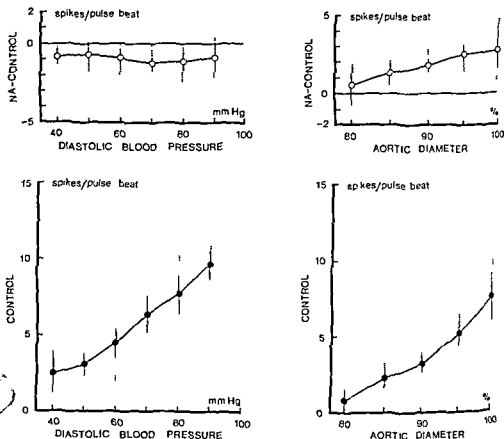 spikes/pulse beat
2
0
-5
NA-CONTROL
mm Hg
40 60 80 100
DIASTOLIC BLOOD PRESSURE
spikes/pulse beat
5
0
-2
NA-CONTROL
%
80 90 100
AORTIC DIAMETER
spikes/pulse beat
15
10
5
0
CONTROL
mm Hg
40 60 80 100
DIASTOLIC BLOOD PRESSURE
spikes/pulse beat
15
10
5
0
CONTROL
%
80 90 100
AORTIC DIAMETER